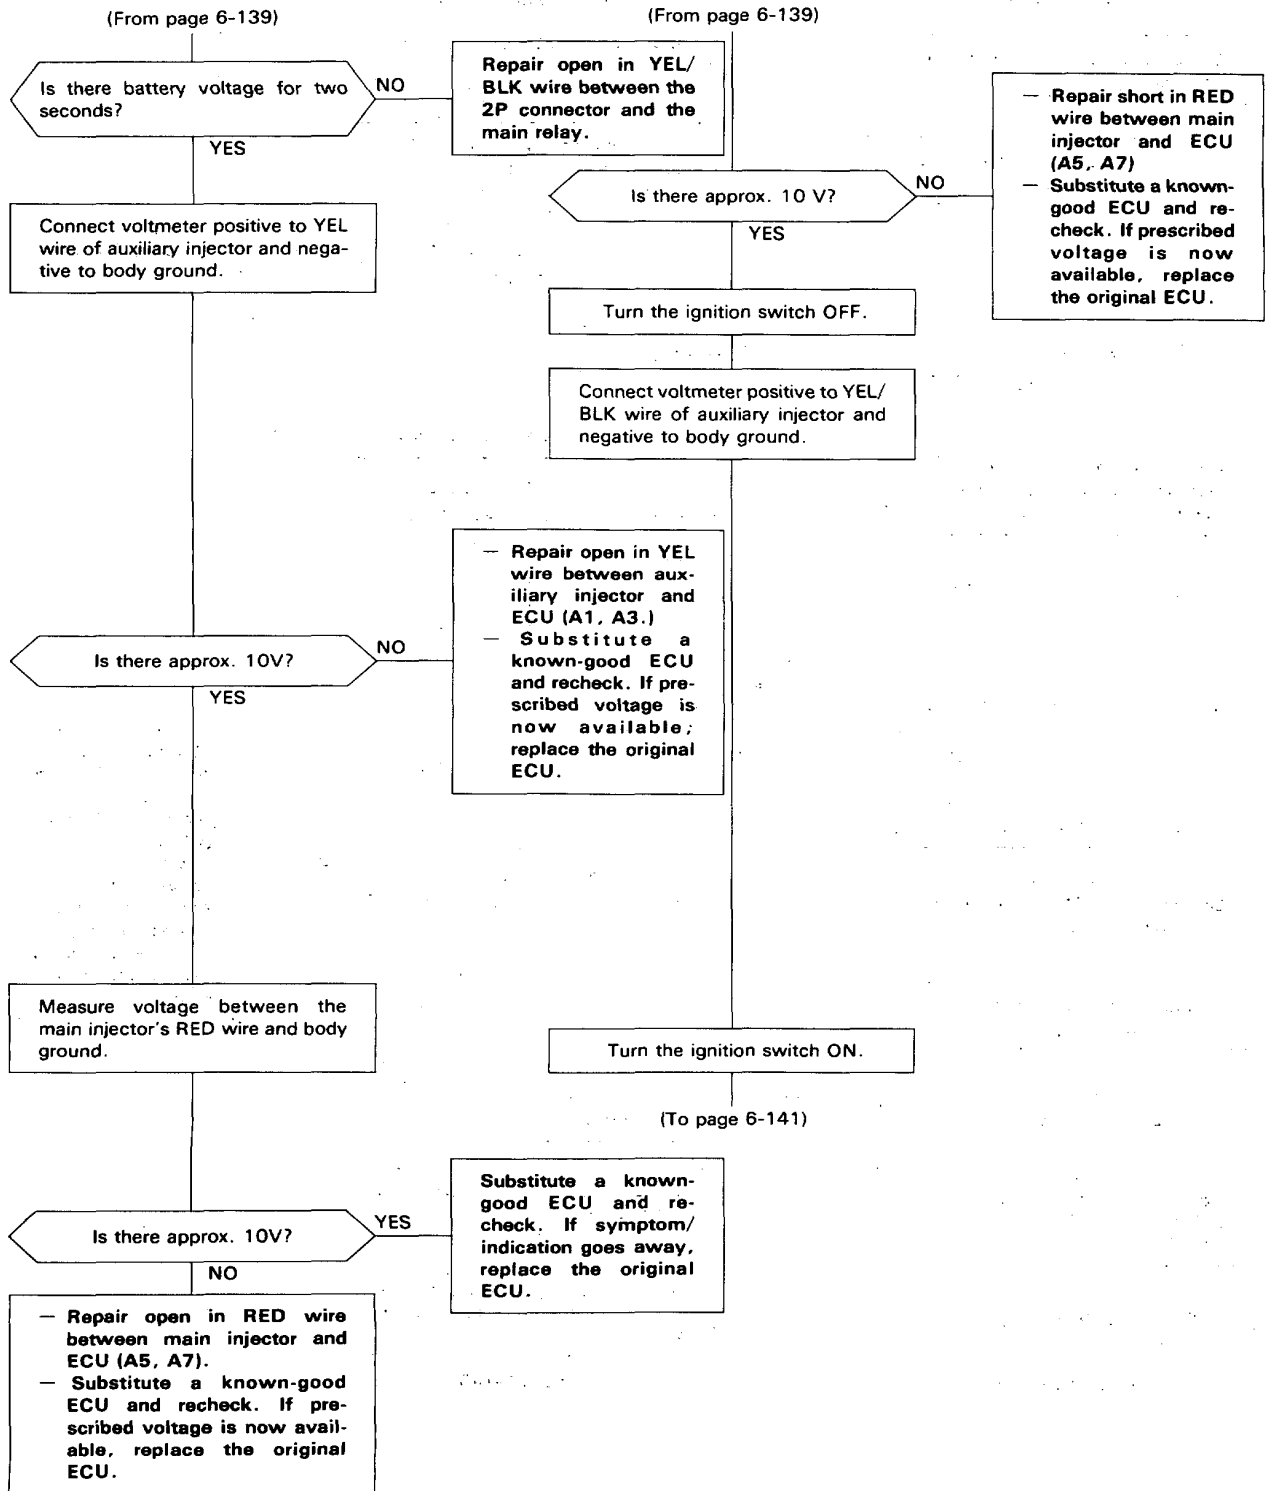 (From page 6-139)
Is there battery voltage for two
seconds?
NO
Repair open in YEL/
BLK wire between the
2P connector and the
main relay.
YES
Connect voltmeter positive to YEL
wire of auxiliary injector and nega-
tive to body ground.
Is there approx. 10V?
NO
— Repair open in YEL
wire between aux-
iliary injector and
ECU (A1, A3.)
— Substitute a
known-good ECU
and recheck. If pre-
scribed voltage is
now available,
replace the original
ECU.
YES
Measure voltage between the
main injector's RED wire and body
ground.
Is there approx. 10V?
YES
Substitute a known-
good ECU and re-
check. If symptom/
indication goes away,
replace the original
ECU.
NO
— Repair open in RED wire
between main injector and
ECU (A5, A7).
— Substitute a known-good
ECU and recheck. If pre-
scribed voltage is now avail-
able, replace the original
ECU.
(From page 6-139)
Is there approx. 10 V?
NO
— Repair short in RED
wire between main
injector and ECU
(A5, A7)
— Substitute a known-
good ECU and re-
check. If prescribed
voltage is now
available, replace
the original ECU.
YES
Turn the ignition switch OFF.
Connect voltmeter positive to YEL/
BLK wire of auxiliary injector and
negative to body ground.
Turn the ignition switch ON.
(To page 6-141)